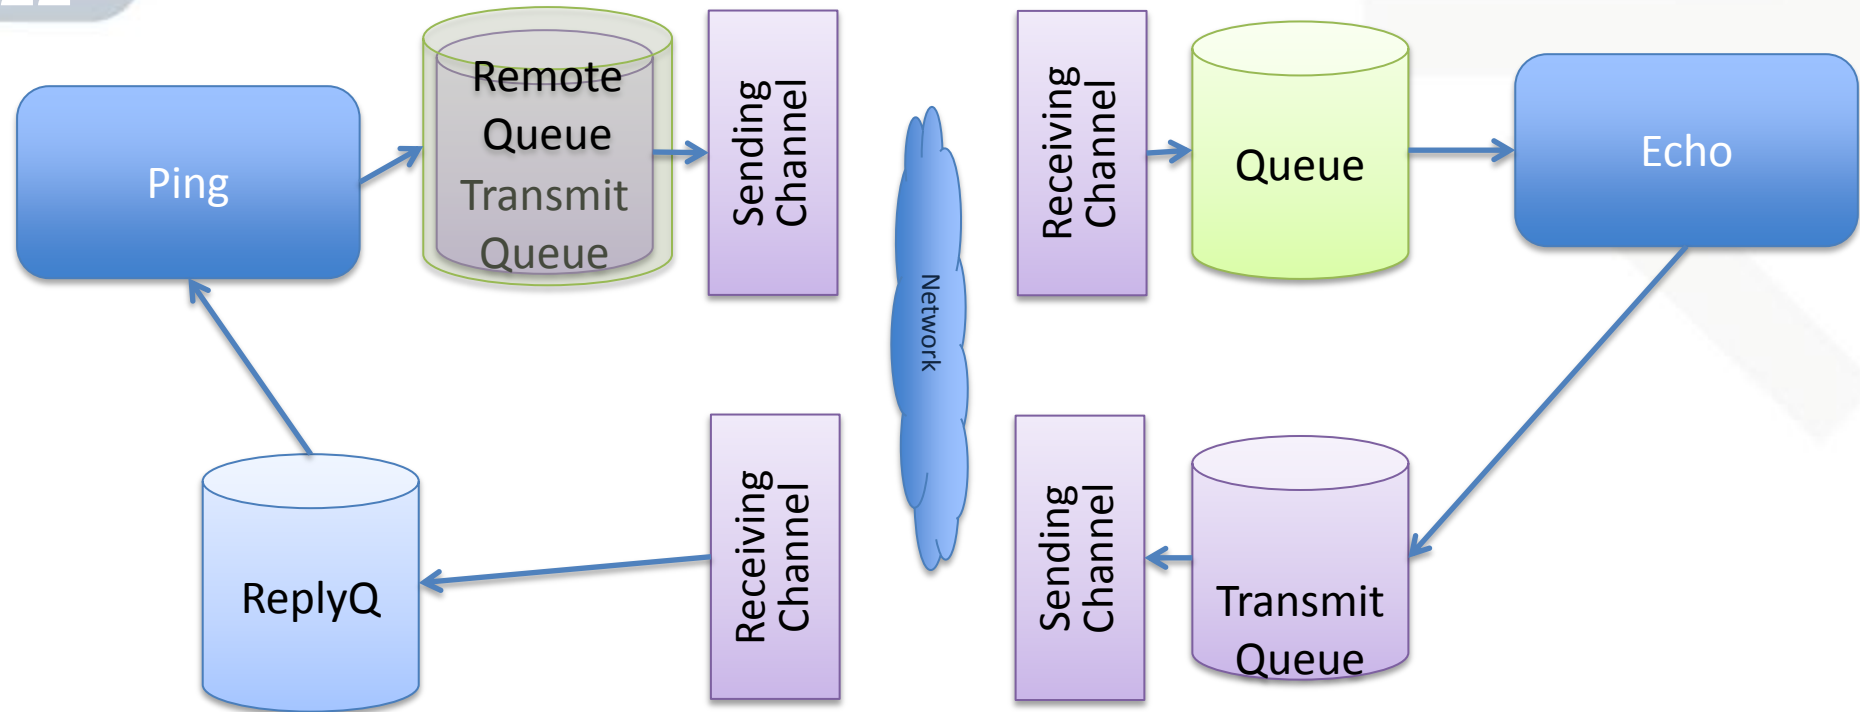 Ping
Remote
Queue
Transmit
Queue
Sending
Channel
Network
Receiving
Channel
Queue
Echo
ReplyQ
Receiving
Channel
Sending
Channel
Transmit
Queue